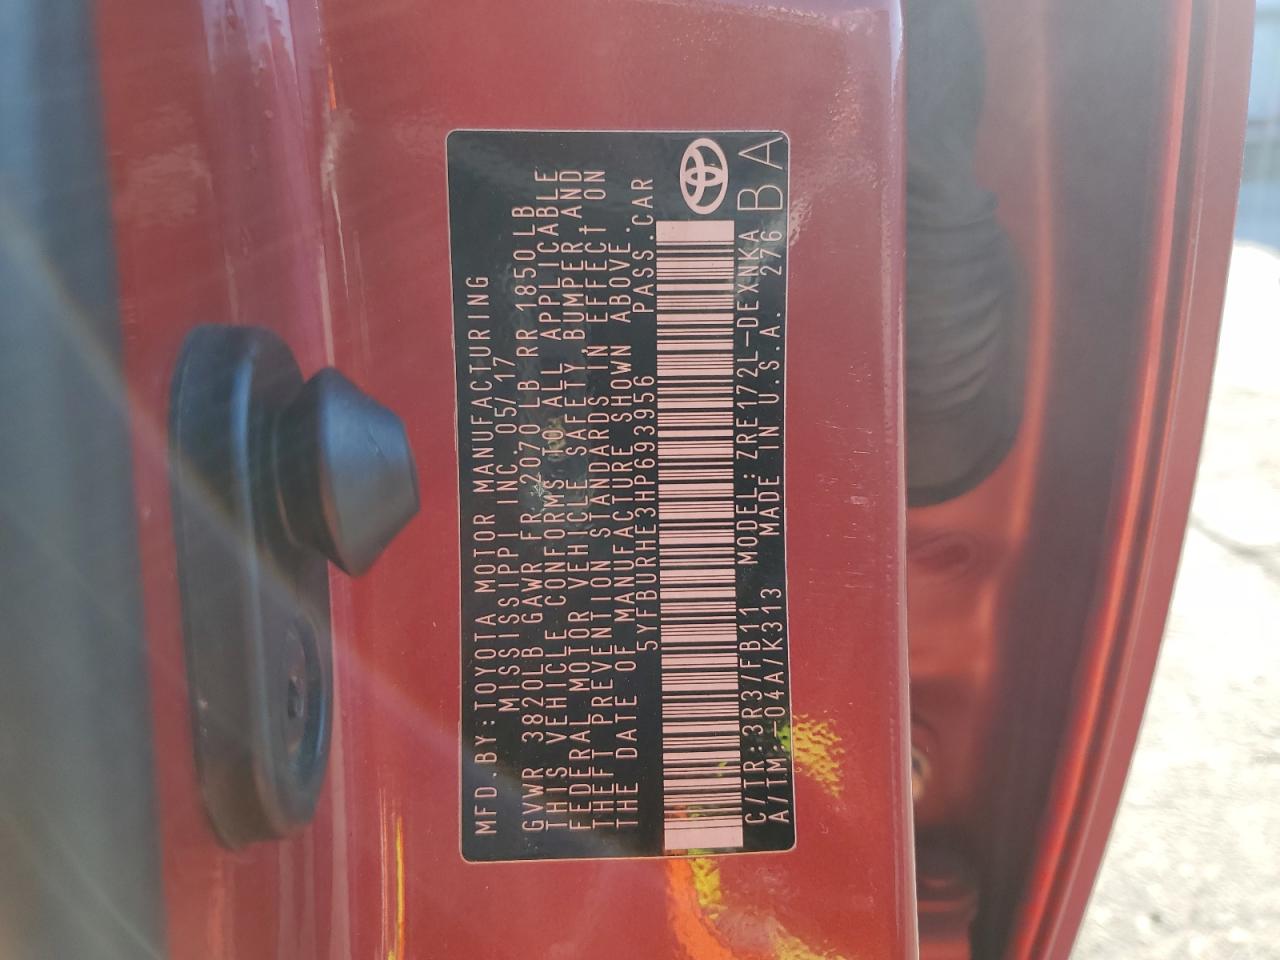 MFD.BY:TOYOTA MOTOR MANUFACTURING
MISSISSIPPI INC. 05/17
GVWR 3820LB GAWR FR 2070 LB RR 1850 LB
THIS VEHICLE CONFORMS TO ALL APPLICABLE
FEDERAL MOTOR VEHICLE SAFETY, BUMPER, AND
THEFT PREVENTION STANDARDS IN EFFECT ON
THE DATE OF MANUFACTURE SHOWN ABOVE.
5YFBURHE3HP693956 PASS.CAR
C/TR:3R3/FB11 MODEL:ZRE172L-DEXNKA
A/TM:-04A/K313 MADE IN U.S.A. 276 BA